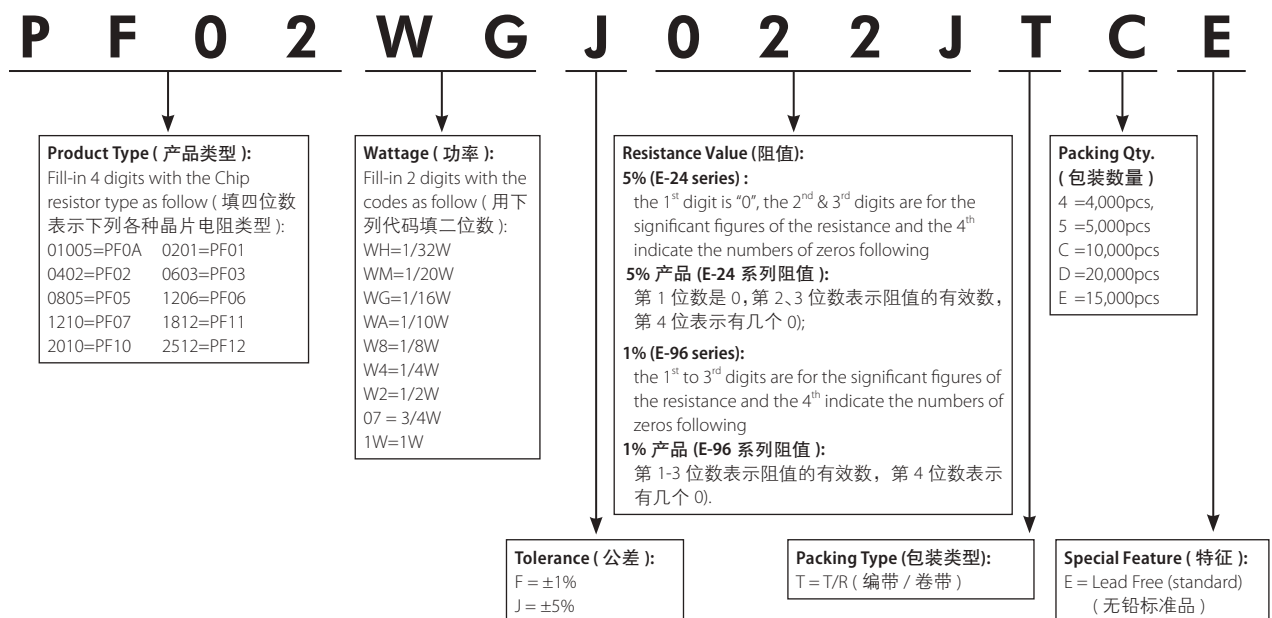 P F 0 2 W G J 0 2 2 J T C E
Product Type ( 产品类型 ):
Fill-in 4 digits with the Chip
resistor type as follow ( 填四位数
表示下列各种晶片电阻类型 ):
01005=PF0A 0201=PF01
0402=PF02 0603=PF03
0805=PF05 1206=PF06
1210=PF07 1812=PF11
2010=PF10 2512=PF12
Wattage ( 功率 ):
Fill-in 2 digits with the
codes as follow ( 用下
列代码填二位数 ):
WH=1/32W
WM=1/20W
WG=1/16W
WA=1/10W
W8=1/8W
W4=1/4W
W2=1/2W
07 = 3/4W
1W=1W
Resistance Value (阻值):
5% (E-24 series) :
the 1st digit is “0”, the 2nd & 3rd digits are for the
significant figures of the resistance and the 4th
indicate the numbers of zeros following
5% 产品 (E-24 系列阻值 ):
第 1 位数是 0，第 2、3 位数表示阻值的有效数，
第 4 位表示有几个 0);
1% (E-96 series):
the 1st to 3rd digits are for the significant figures of
the resistance and the 4th indicate the numbers of
zeros following
1% 产品 (E-96 系列阻值 ):
第 1-3 位数表示阻值的有效数，第 4 位数表示
有几个 0).
Packing Qty.
( 包装数量 )
4 =4,000pcs,
5 =5,000pcs
C =10,000pcs
D =20,000pcs
E =15,000pcs
Tolerance ( 公差 ):
F = ±1%
J = ±5%
Packing Type (包装类型):
T = T/R ( 编带 / 卷带 )
Special Feature ( 特征 ):
E = Lead Free (standard)
( 无铅标准品 )